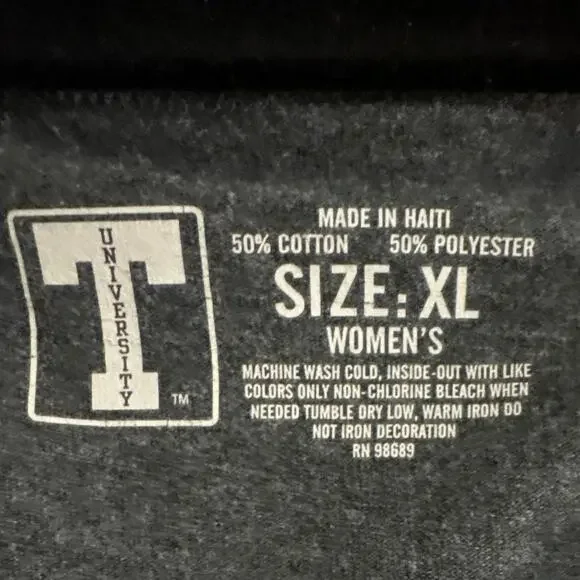 UNIVERSITY
T
TM
MADE IN HAITI
50% COTTON 50% POLYESTER
SIZE: XL
WOMEN'S
MACHINE WASH COLD, INSIDE-OUT WITH LIKE
COLORS ONLY NON-CHLORINE BLEACH WHEN
NEEDED TUMBLE DRY LOW, WARM IRON DO
NOT IRON DECORATION
RN 98689